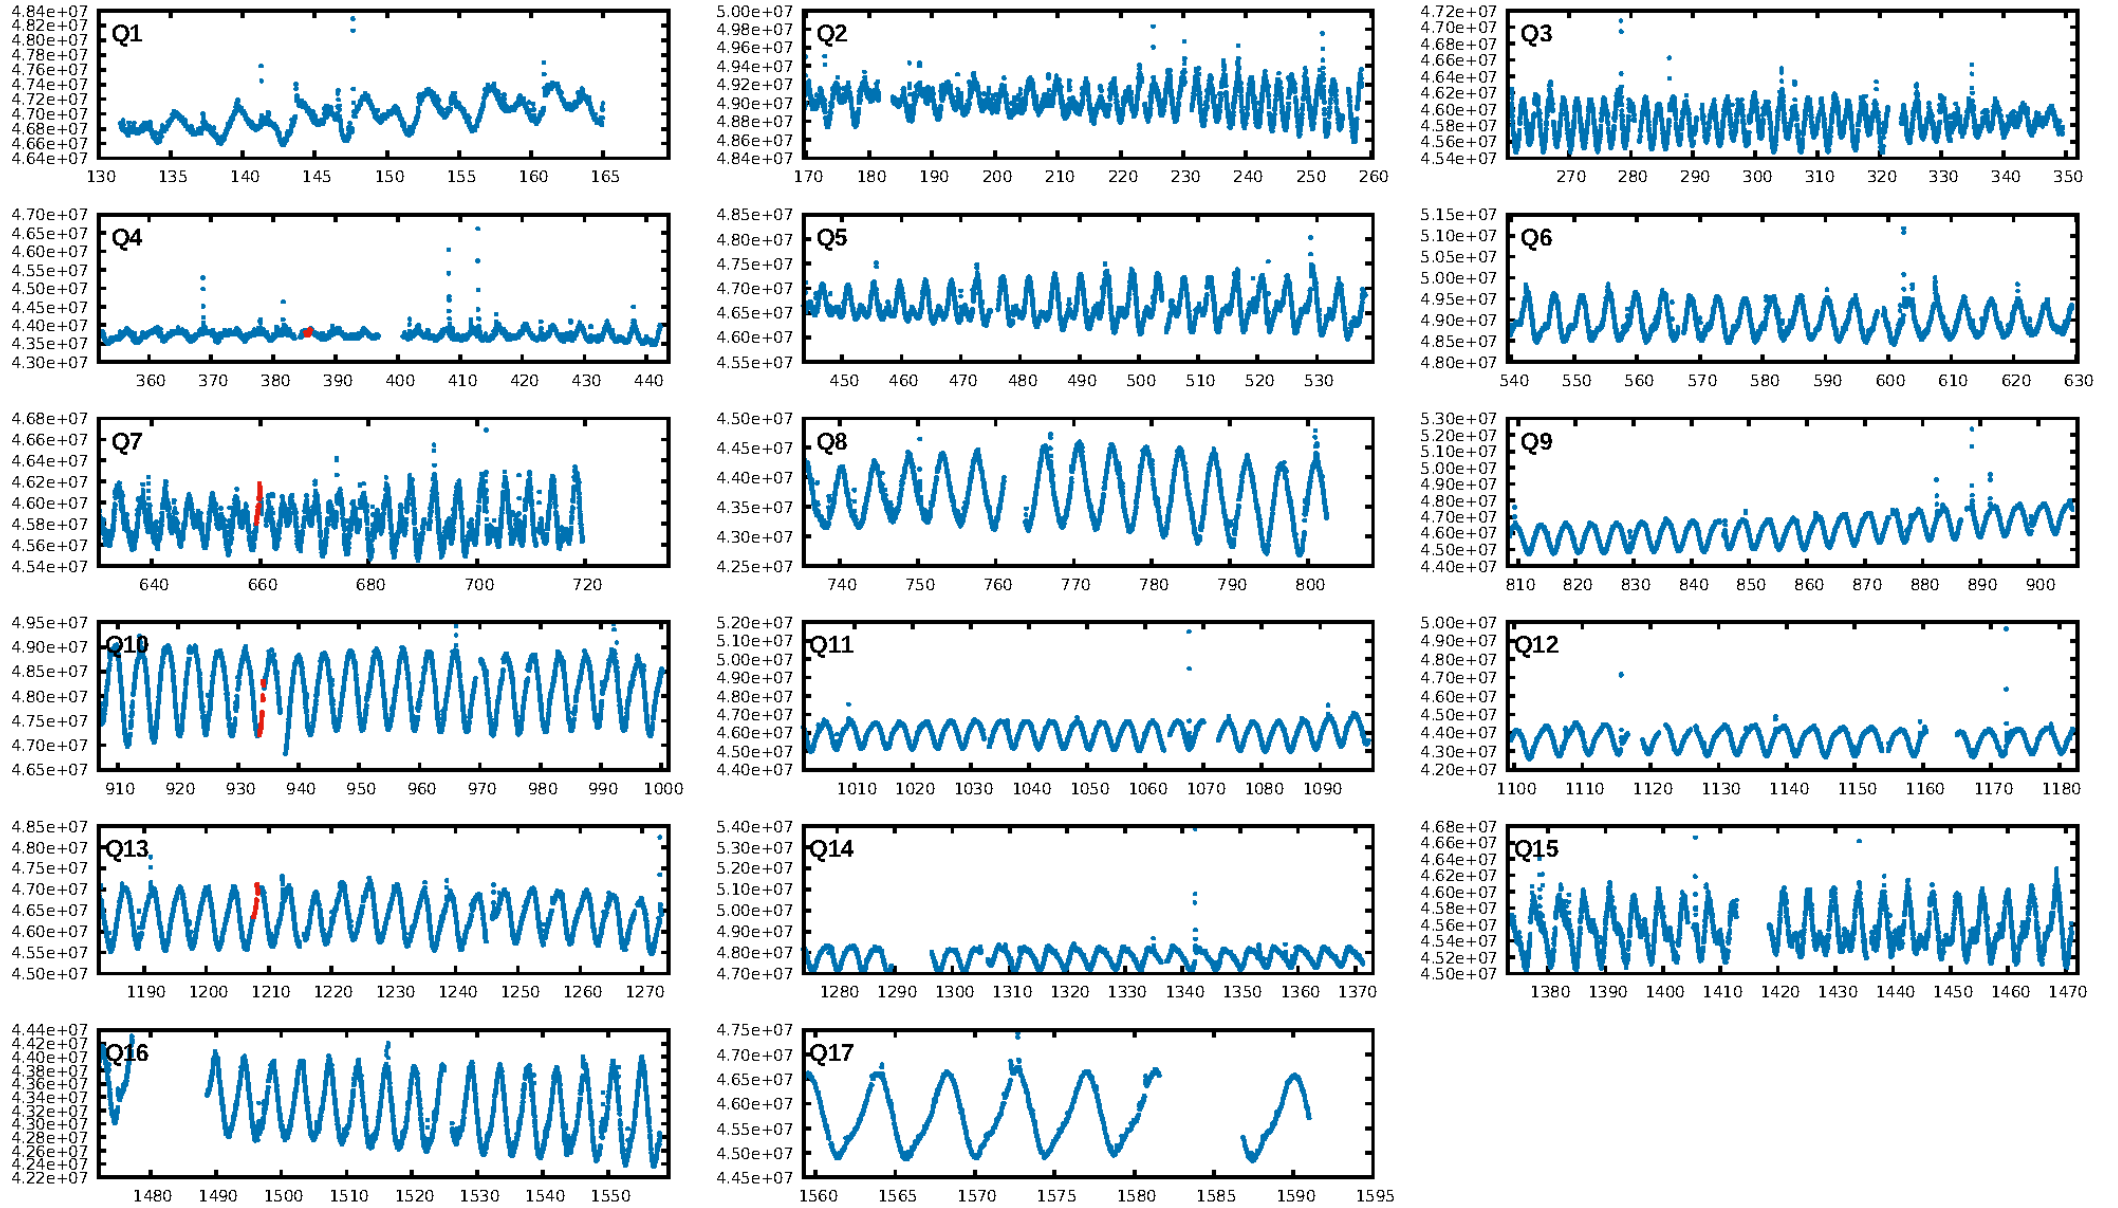 Q1
4.84e+07
4.82e+07
4.80e+07
4.78e+07
4.76e+07
4.74e+07
4.72e+07
4.70e+07
4.68e+07
4.66e+07
4.64e+07
130 135 140 145 150 155 160 165
Q2
5.00e+07
4.98e+07
4.96e+07
4.94e+07
4.92e+07
4.90e+07
4.88e+07
4.86e+07
4.84e+07
170 180 190 200 210 220 230 240 250 260
Q3
4.72e+07
4.70e+07
4.68e+07
4.66e+07
4.64e+07
4.62e+07
4.60e+07
4.58e+07
4.56e+07
4.54e+07
270 280 290 300 310 320 330 340 350
Q4
4.70e+07
4.65e+07
4.60e+07
4.55e+07
4.50e+07
4.45e+07
4.40e+07
4.35e+07
4.30e+07
360 370 380 390 400 410 420 430 440
Q5
4.85e+07
4.80e+07
4.75e+07
4.70e+07
4.65e+07
4.60e+07
4.55e+07
450 460 470 480 490 500 510 520 530
Q6
5.15e+07
5.10e+07
5.05e+07
5.00e+07
4.95e+07
4.90e+07
4.85e+07
4.80e+07
540 550 560 570 580 590 600 610 620 630
Q7
4.68e+07
4.66e+07
4.64e+07
4.62e+07
4.60e+07
4.58e+07
4.56e+07
4.54e+07
640 660 680 700 720
Q8
4.50e+07
4.45e+07
4.40e+07
4.35e+07
4.30e+07
4.25e+07
740 750 760 770 780 790 800
Q9
5.30e+07
5.20e+07
5.10e+07
5.00e+07
4.90e+07
4.80e+07
4.70e+07
4.60e+07
4.50e+07
4.40e+07
810 820 830 840 850 860 870 880 890 900
Q10
4.95e+07
4.90e+07
4.85e+07
4.80e+07
4.75e+07
4.70e+07
4.65e+07
910 920 930 940 950 960 970 980 990 1000
Q11
5.20e+07
5.10e+07
5.00e+07
4.90e+07
4.80e+07
4.70e+07
4.60e+07
4.50e+07
4.40e+07
1010 1020 1030 1040 1050 1060 1070 1080 1090
Q12
5.00e+07
4.90e+07
4.80e+07
4.70e+07
4.60e+07
4.50e+07
4.40e+07
4.30e+07
4.20e+07
1100 1110 1120 1130 1140 1150 1160 1170 1180
Q13
4.85e+07
4.80e+07
4.75e+07
4.70e+07
4.65e+07
4.60e+07
4.55e+07
4.50e+07
1190 1200 1210 1220 1230 1240 1250 1260 1270
Q14
5.40e+07
5.30e+07
5.20e+07
5.10e+07
5.00e+07
4.90e+07
4.80e+07
4.70e+07
1280 1290 1300 1310 1320 1330 1340 1350 1360 1370
Q15
4.68e+07
4.66e+07
4.64e+07
4.62e+07
4.60e+07
4.58e+07
4.56e+07
4.54e+07
4.52e+07
4.50e+07
1380 1390 1400 1410 1420 1430 1440 1450 1460 1470
Q16
4.44e+07
4.42e+07
4.40e+07
4.38e+07
4.36e+07
4.34e+07
4.32e+07
4.30e+07
4.28e+07
4.26e+07
4.24e+07
4.22e+07
1480 1490 1500 1510 1520 1530 1540 1550
Q17
4.75e+07
4.70e+07
4.65e+07
4.60e+07
4.55e+07
4.50e+07
4.45e+07
1560 1565 1570 1575 1580 1585 1590 1595